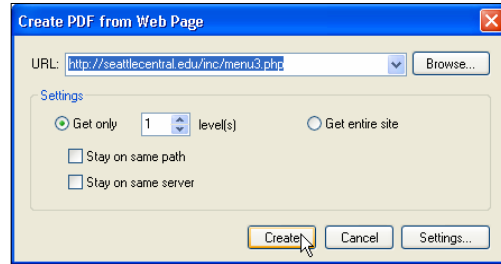 Create PDF from Web Page
URL: http://seattlecentral.edu/inc/menu3.php Browse...
Settings
Get only 1 level(s) Get entire site
Stay on same path
Stay on same server
Create Cancel Settings...